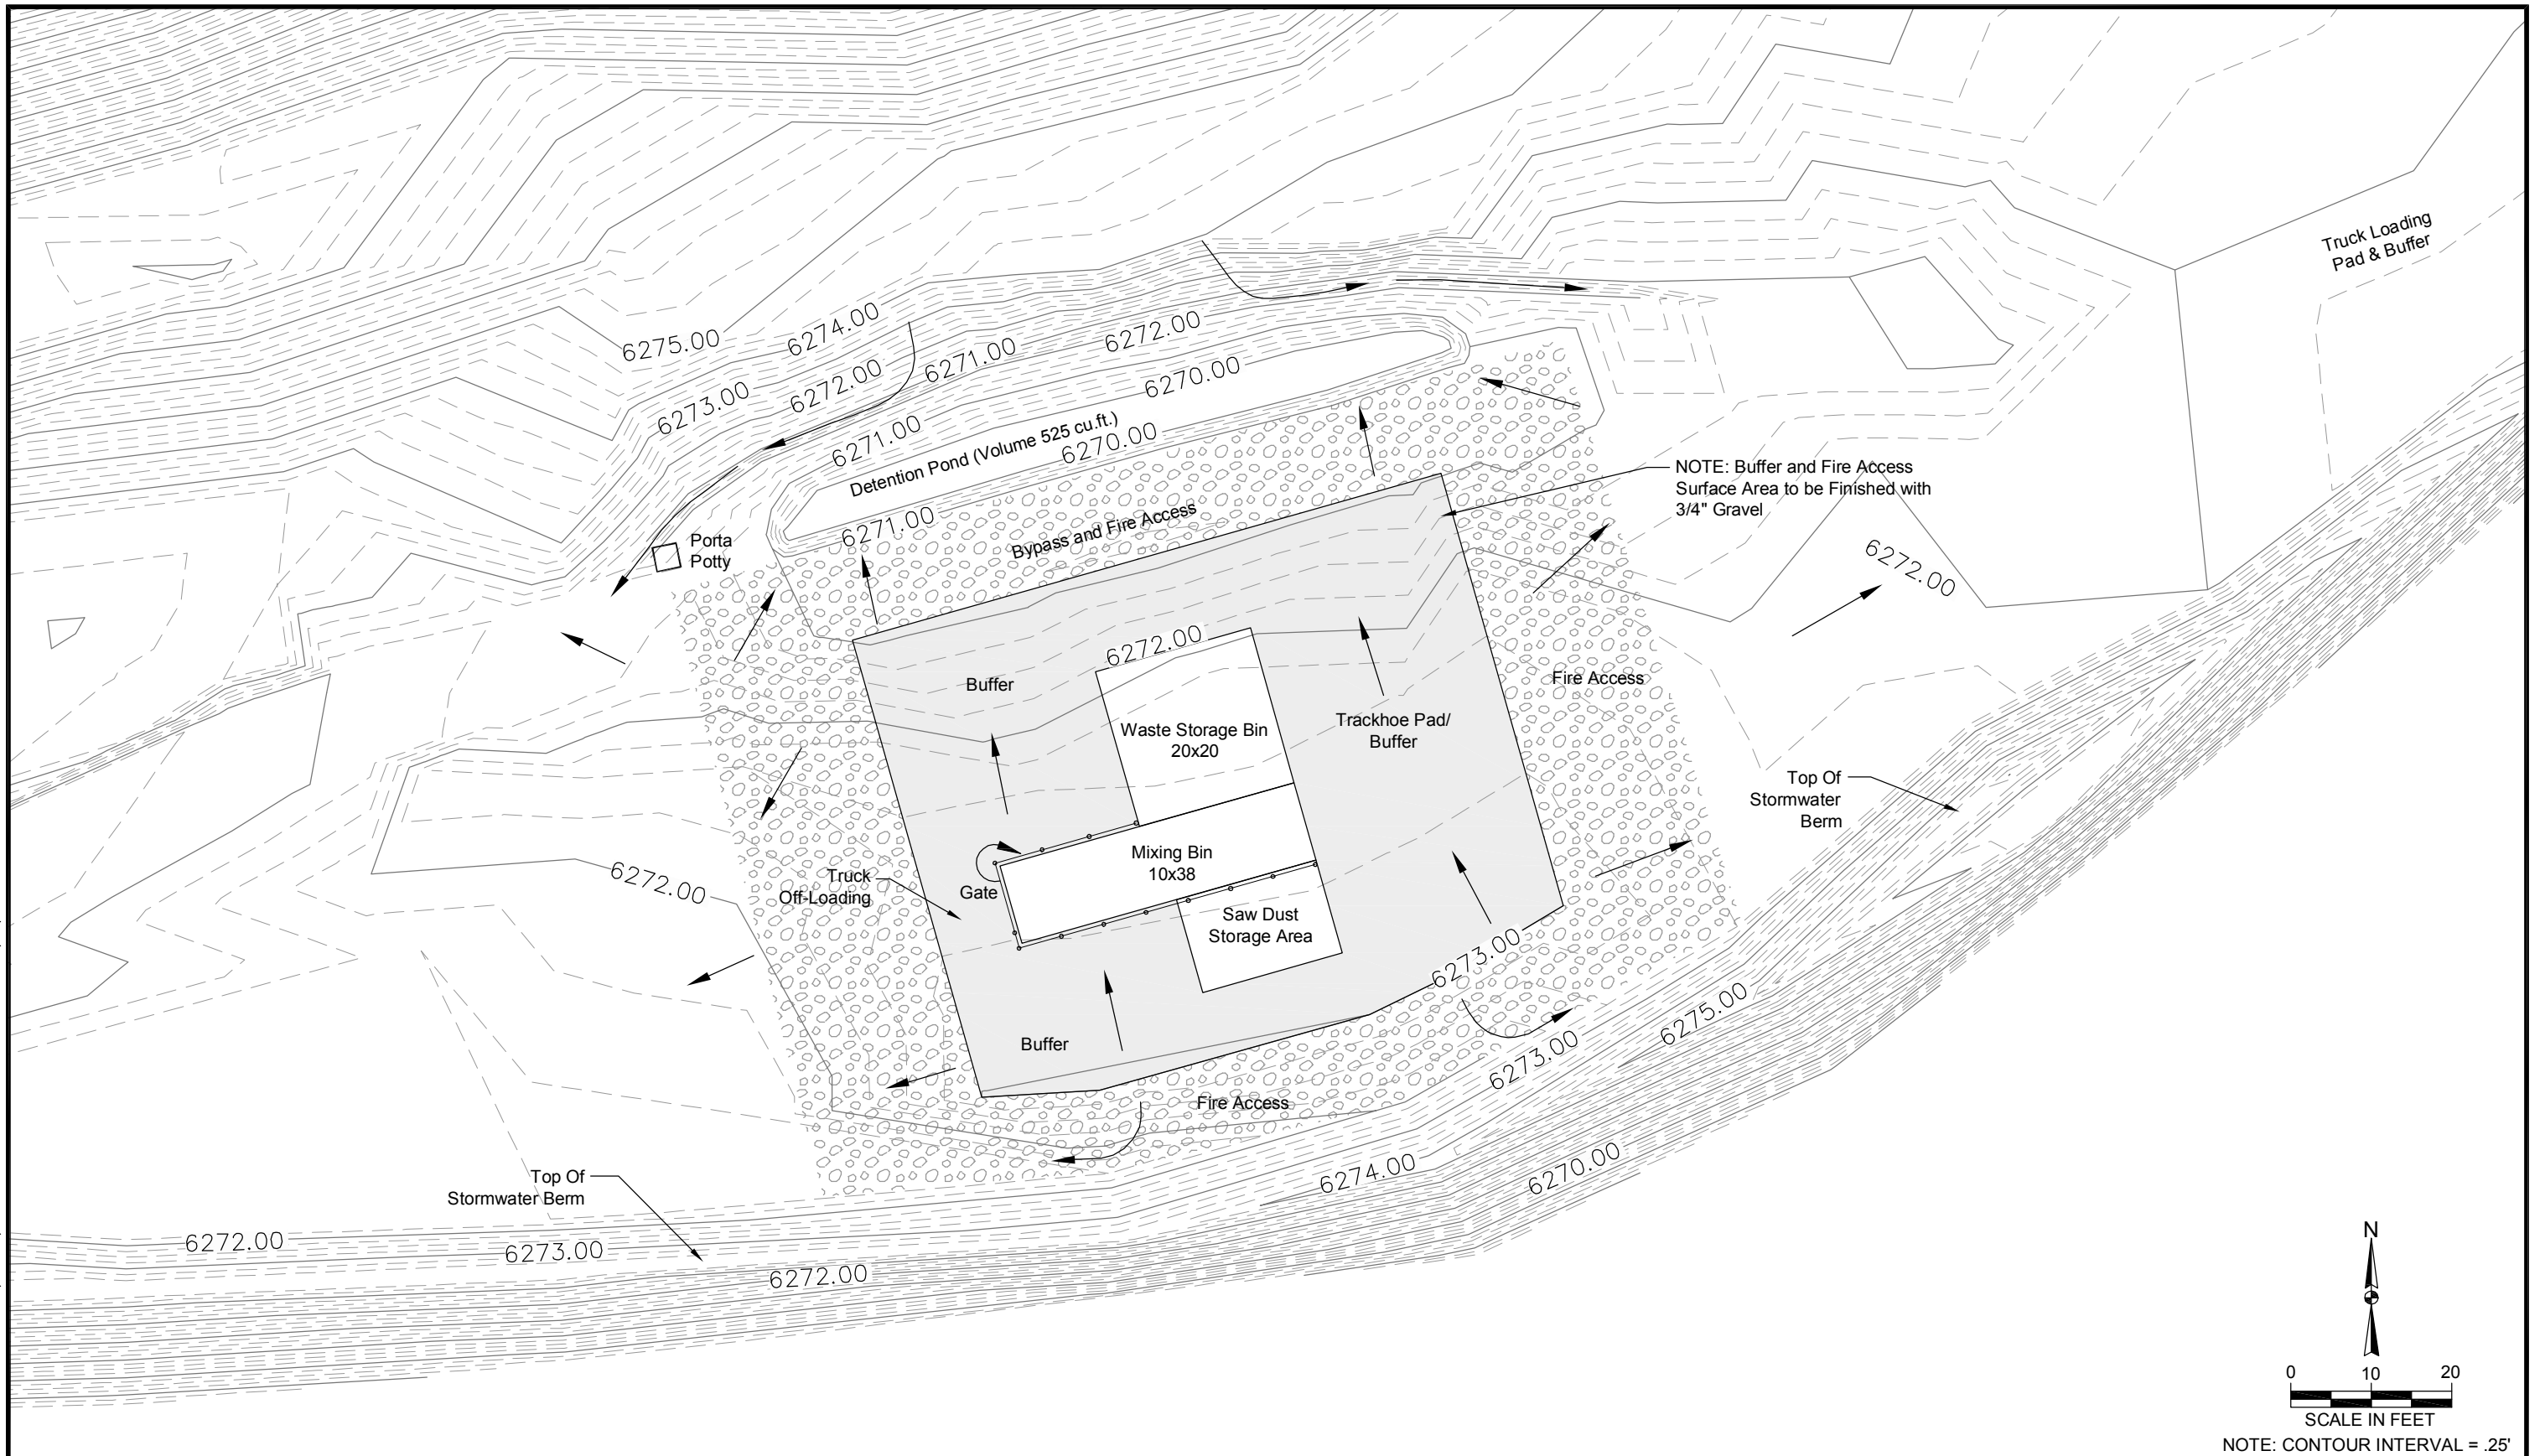 Truck Loading
Pad & Buffer
6275.00
6274.00
6273.00
6272.00
6271.00
6272.00
6270.00
6271.00
Detention Pond (Volume 525 cu.ft.)
6270.00
6271.00
Bypass and Fire Access
NOTE: Buffer and Fire Access
Surface Area to be Finished with
3/4" Gravel
Porta
Potty
6272.00
6272.00
Buffer
Fire Access
Waste Storage Bin
20x20
Trackhoe Pad/
Buffer
Top Of
Stormwater
Berm
Mixing Bin
10x38
6272.00
Truck
Off-Loading
Gate
Saw Dust
Storage Area
6273.00
6275.00
Buffer
6273.00
Fire Access
6274.00
6270.00
Top Of
Stormwater Berm
6272.00
6273.00
6272.00
N
0 10 20
SCALE IN FEET
NOTE: CONTOUR INTERVAL = .25'